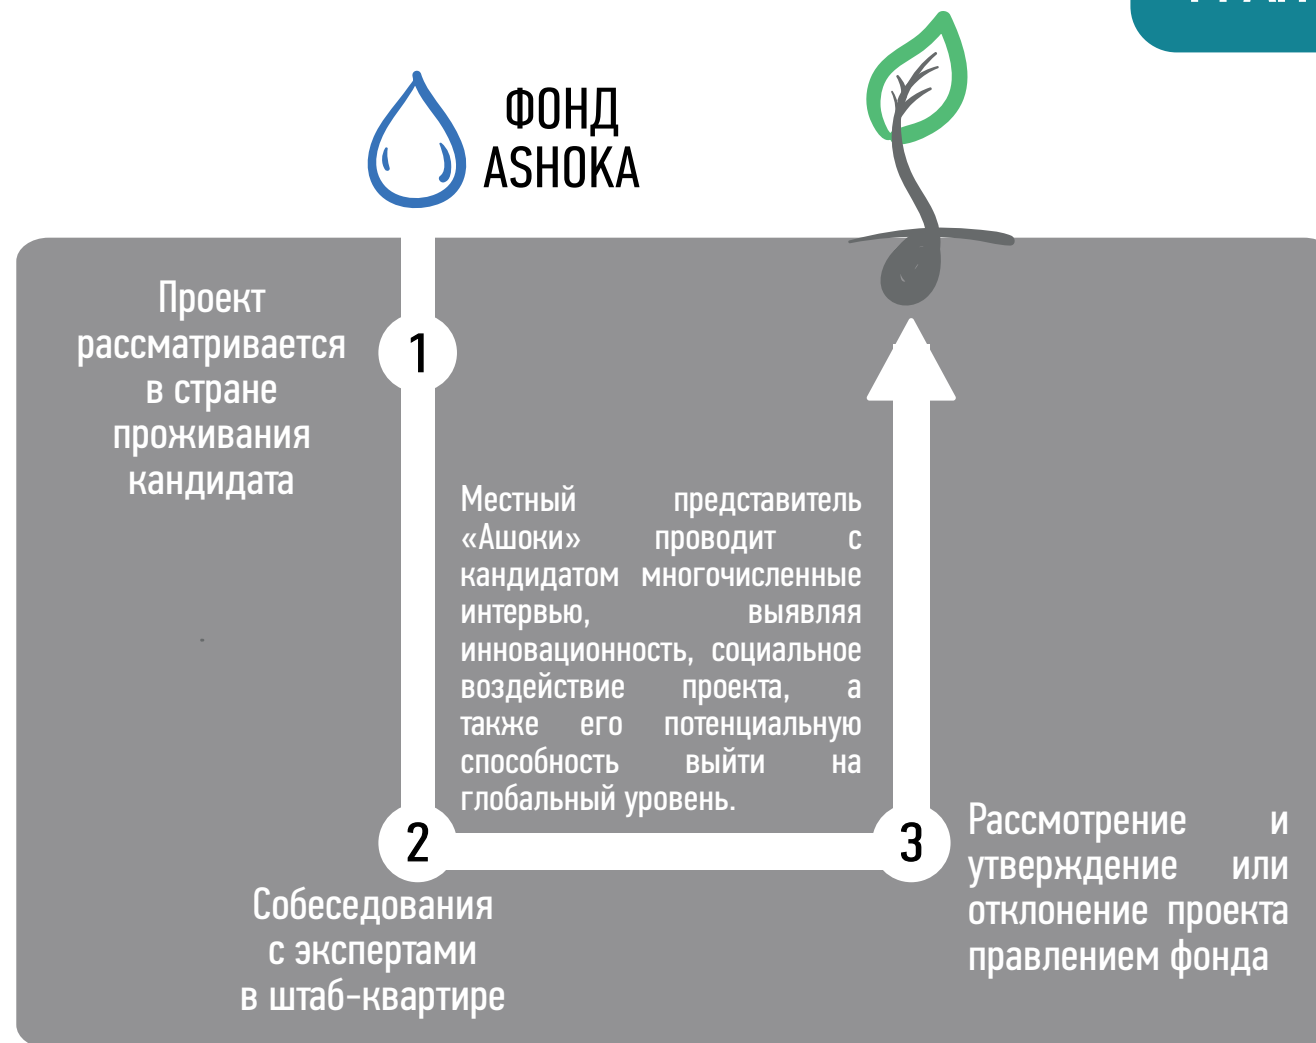 ФОНД
ASHOKA
Проект
рассматривается
в стране
проживания
кандидата
1
Местный представитель
«Ашоки» проводит с
кандидатом многочисленные
интервью, выявляя
инновационность, социальное
воздействие проекта, а
также его потенциальную
способность выйти на
глобальный уровень.
2
Собеседования
с экспертами
в штаб-квартире
3
Рассмотрение и
утверждение или
отклонение проекта
правлением фонда